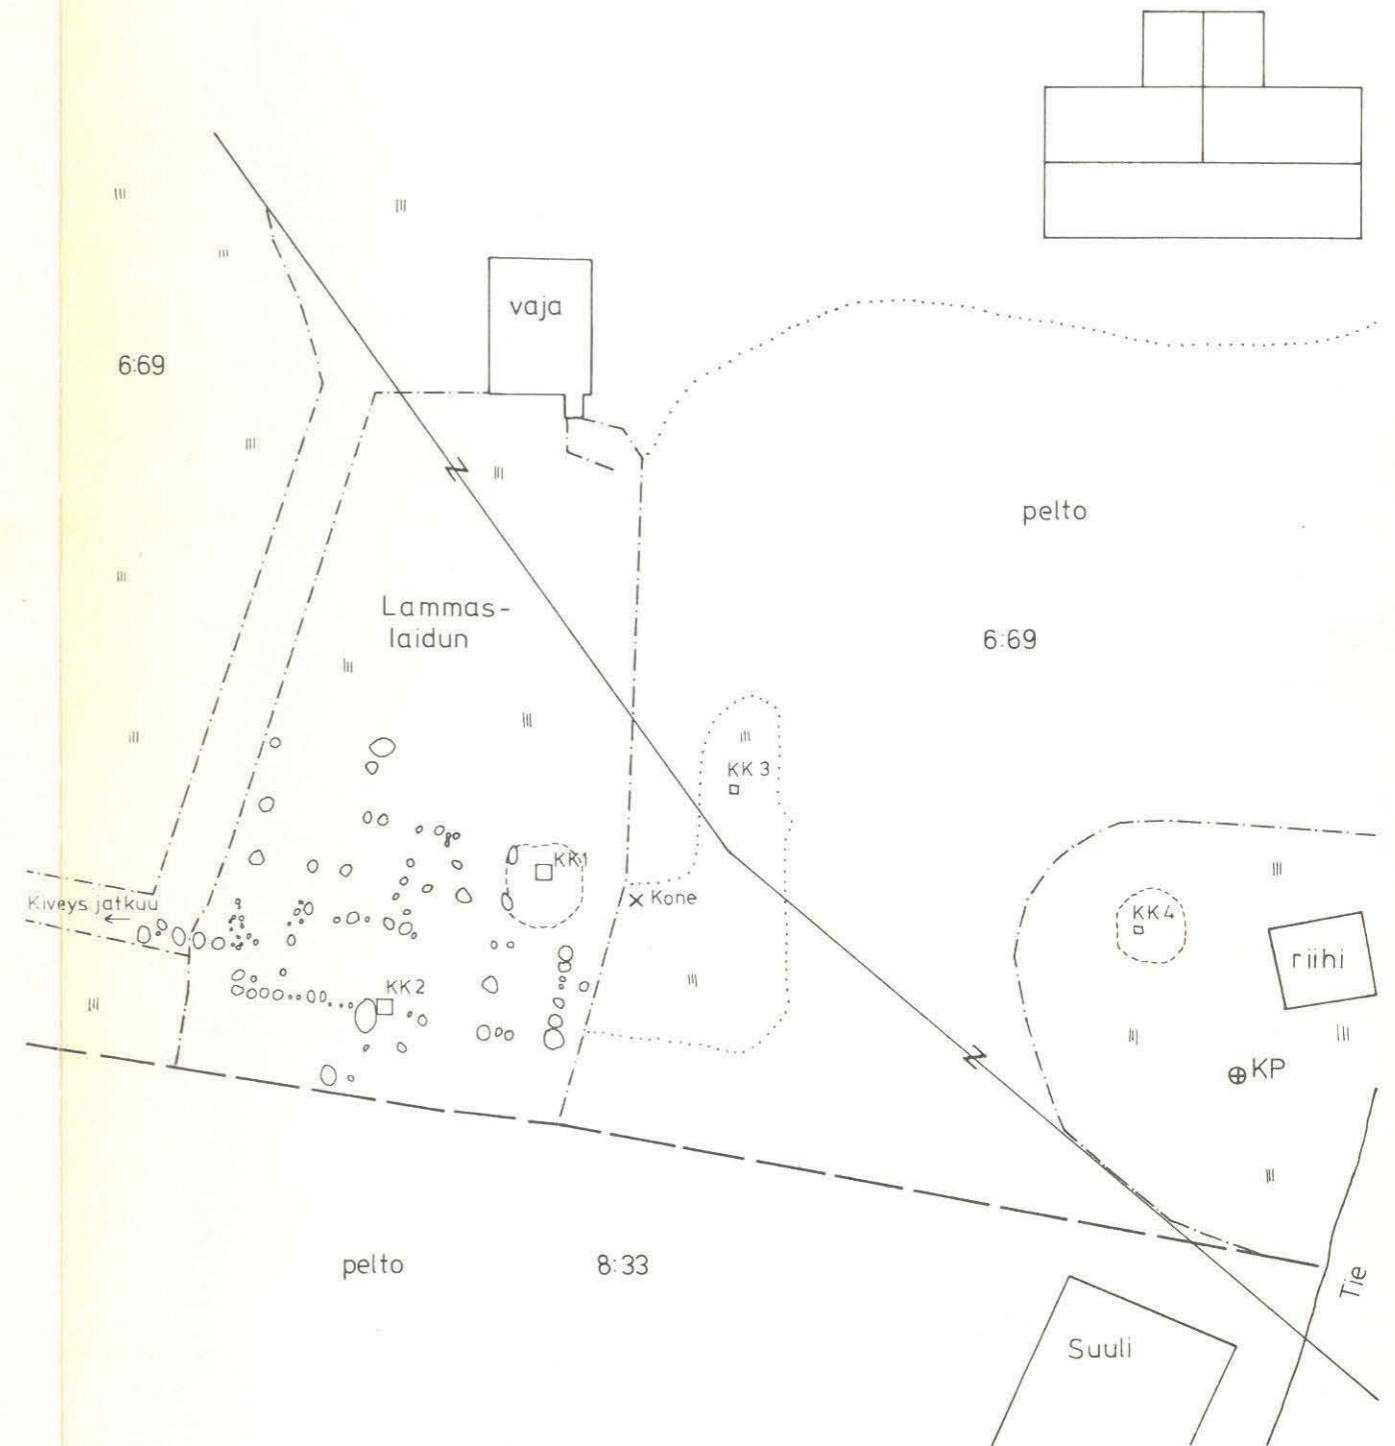 vaja
6:69
pelto
Lammas-
laidun
6:69
KK 3
KK1
Kone
Kiveys jatkuu
KK4
riihi
KK2
KP
pelto
8:33
Tie
Suuli